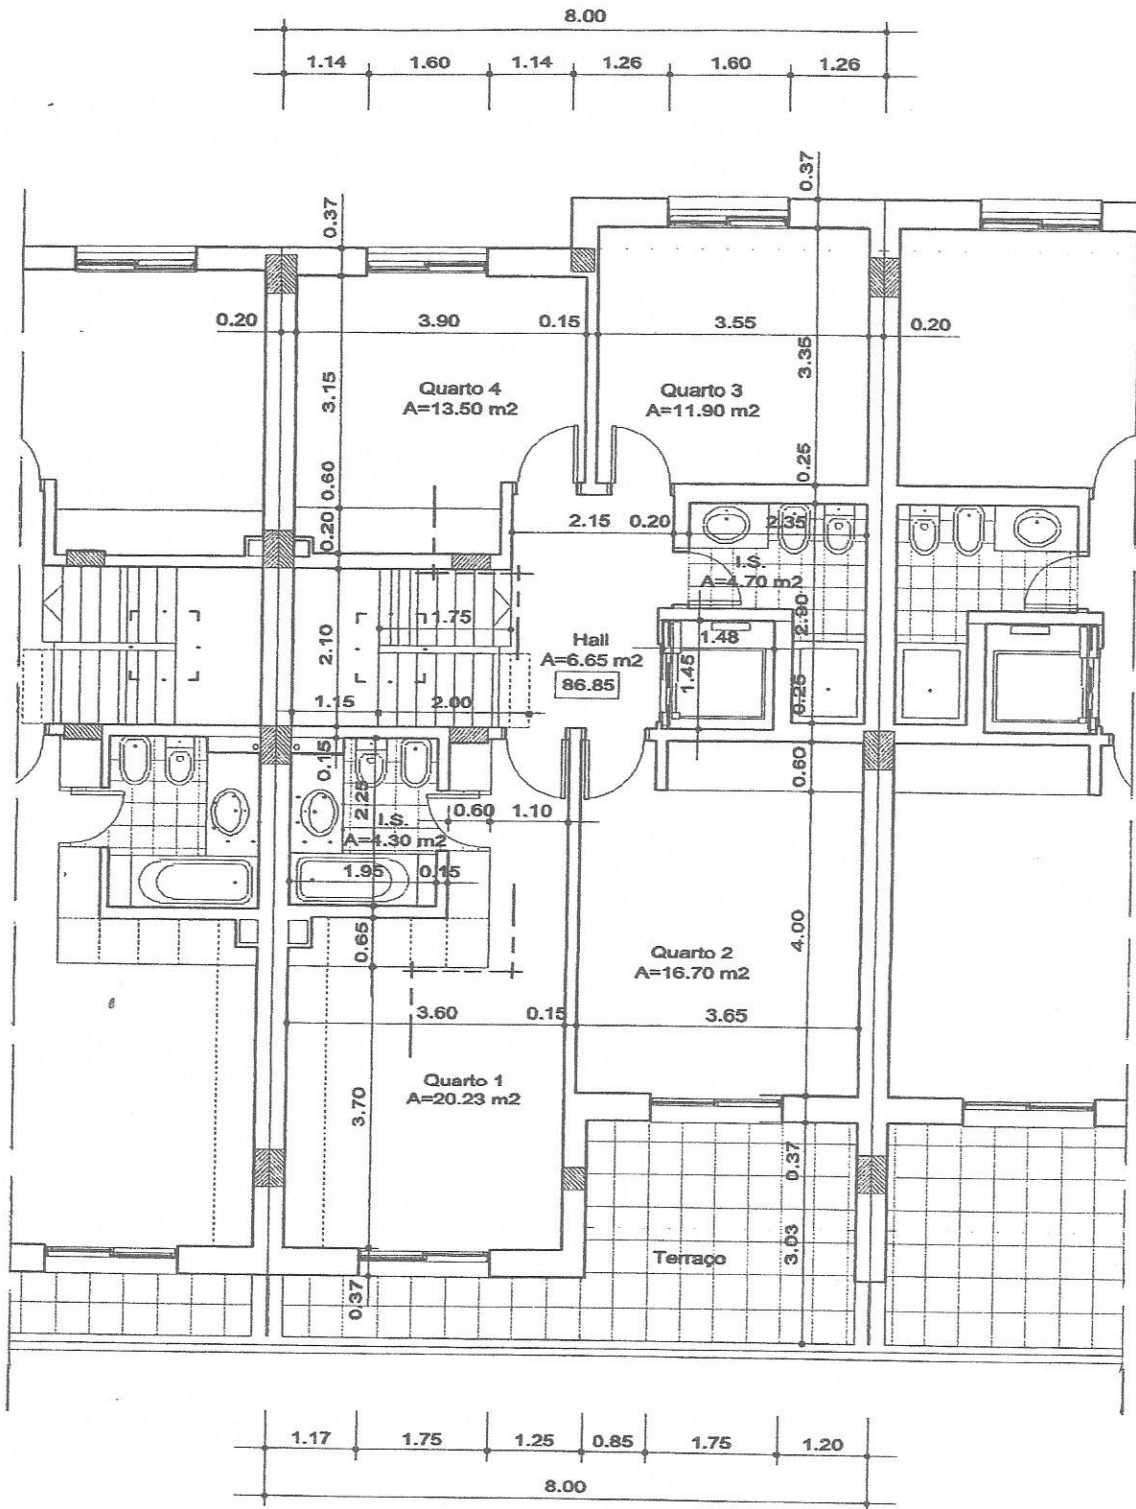 8.00
1.14 1.60 1.14 1.26 1.60 1.26
0.37
0.37
0.20 3.90 0.15 3.55 0.20
3.35
3.15
Quarto 4
A=13.50 m2
Quarto 3
A=11.90 m2
0.25
0.60
0.20
2.15 0.20 2.35
I.S.
A=4.70 m2
1.75
2.90
2.10
Hall
A=6.65 m2
86.85
1.48
1.45
1.15 2.00
0.25
0.15
0.60
2.25
0.60 1.10
I.S.
A=4.30 m2
1.95 0.15
0.65
4.00
Quarto 2
A=16.70 m2
3.60 0.15 3.65
Quarto 1
A=20.23 m2
3.70
0.37
3.03
Terraço
0.37
1.17 1.75 1.25 0.85 1.75 1.20
8.00